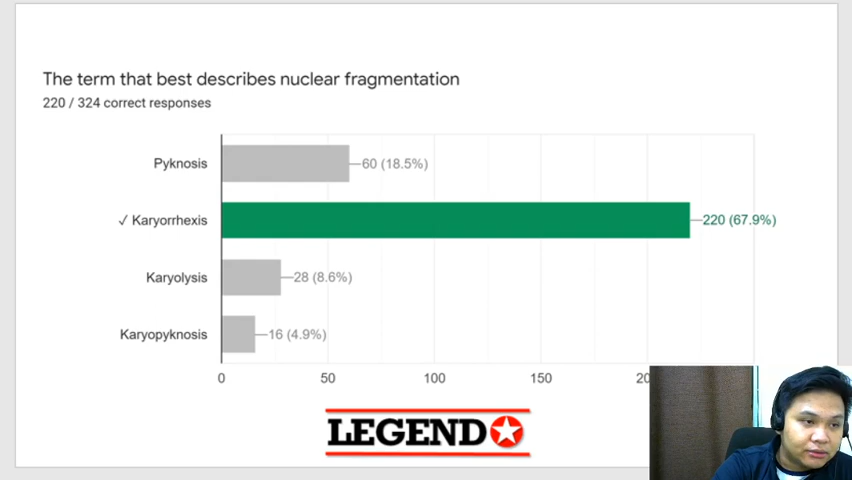 The term that best describes nuclear fragmentation
220 / 324 correct responses
Pyknosis
60 (18.5%)
✓ Karyorrhexis
220 (67.9%)
Karyolysis
28 (8.6%)
Karyopyknosis
16 (4.9%)
0 50 100 150
LEGEND